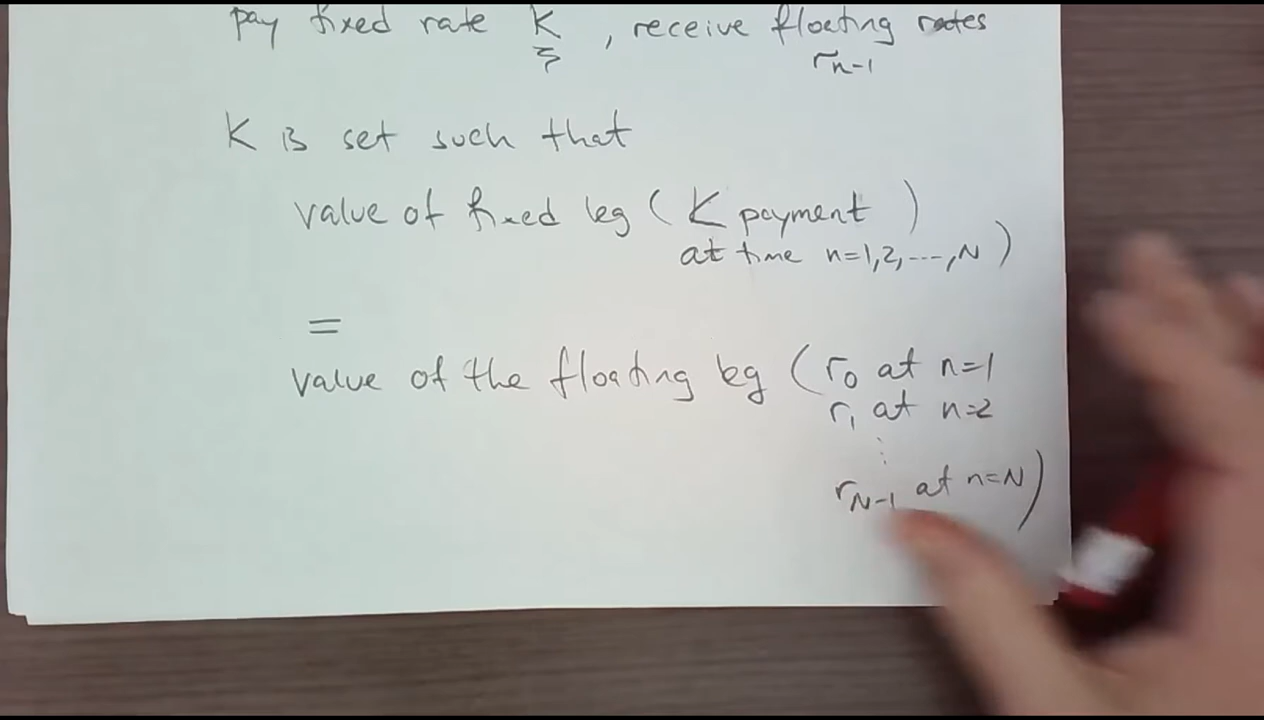 pay fixed rate K , receive floating rates
r_{n-1}
K is set such that
value of fixed leg ( K payment )
at time n=1,2,----,N )
=
value of the floating leg ( r_0 at n=1
r_1 at n=2
⋮
r_{N-1} at n=N )